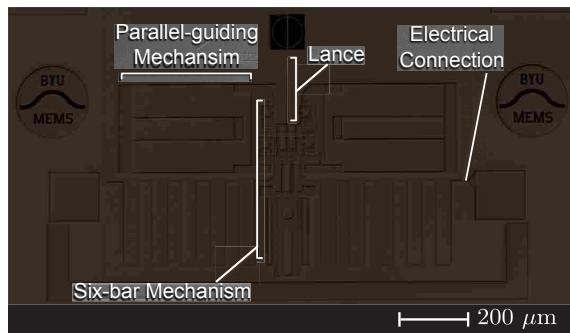 Parallel-guiding
Mechansim
Lance
Electrical
Connection
BYU
MEMS
BYU
MEMS
Six-bar Mechanism
200 μm